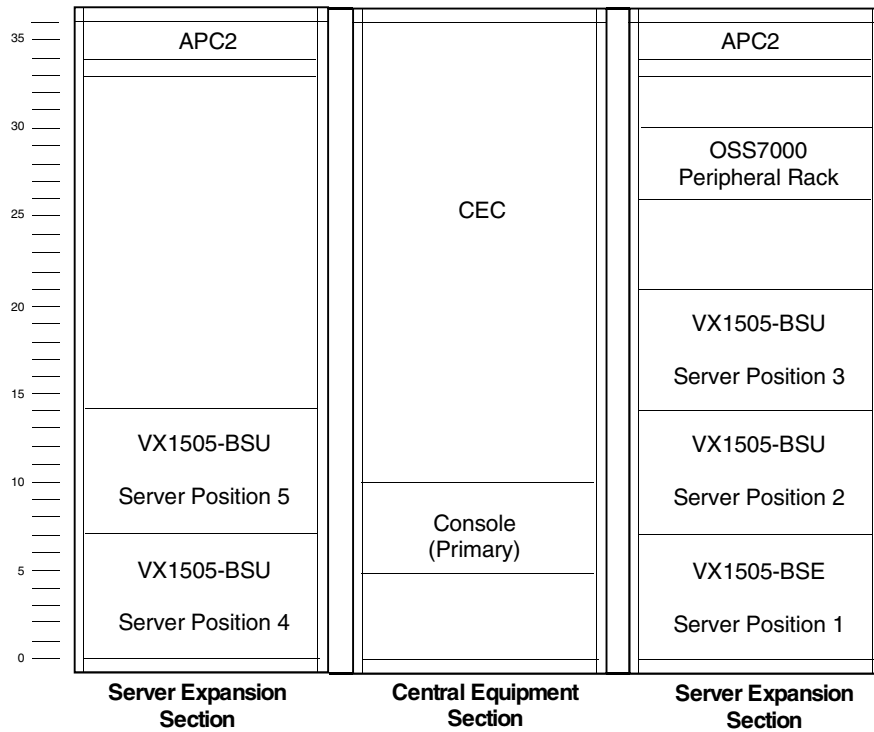 35
30
25
20
15
10
5
0
APC2
VX1505-BSU
Server Position 5
VX1505-BSU
Server Position 4
Server Expansion
Section
CEC
Console
(Primary)
Central Equipment
Section
APC2
OSS7000
Peripheral Rack
VX1505-BSU
Server Position 3
VX1505-BSU
Server Position 2
VX1505-BSE
Server Position 1
Server Expansion
Section